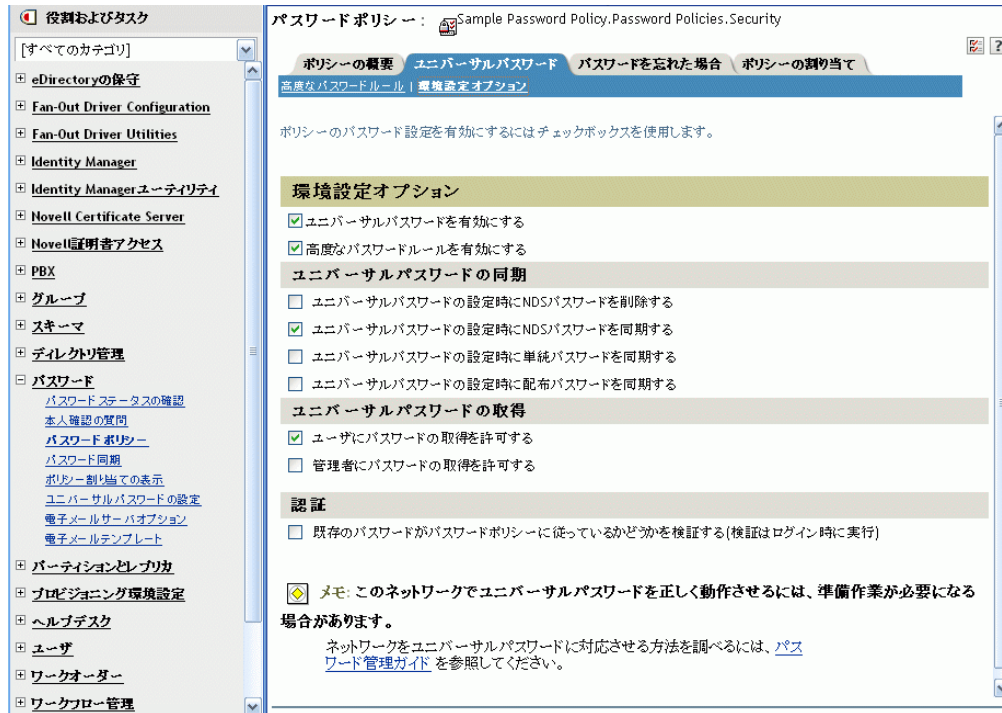 役割およびタスク
[すべてのカテゴリ]
eDirectoryの保守
Fan-Out Driver Configuration
Fan-Out Driver Utilities
Identity Manager
Identity Managerユーティリティ
Novell Certificate Server
Novell証明書アクセス
PBX
グループ
スキーマ
ディレクトリ管理
パスワード
パスワード ステータスの確認
本人確認の質問
パスワード ポリシー
パスワード同期
ポリシー割り当ての表示
ユニバーサルパスワードの設定
電子メールサーバオプション
電子メールテンプレート
パーティションとレプリカ
プロビジョニング環境設定
ヘルプデスク
ユーザ
ワークオーダー
ワークフロー管理
パスワードポリシー: Sample Password Policy.Password Policies.Security
?
ポリシーの概要 ユニバーサルパスワード パスワードを忘れた場合 ポリシーの割り当て
高度なパスワードルール | 環境設定オプション
ポリシーのパスワード設定を有効にするにはチェックボックスを使用します。
環境設定オプション
ユニバーサルパスワードを有効にする
高度なパスワードルールを有効にする
ユニバーサルパスワードの同期
ユニバーサルパスワードの設定時にNDSパスワードを削除する
ユニバーサルパスワードの設定時にNDSパスワードを同期する
ユニバーサルパスワードの設定時に単純パスワードを同期する
ユニバーサルパスワードの設定時に配布パスワードを同期する
ユニバーサルパスワードの取得
ユーザにパスワードの取得を許可する
管理者にパスワードの取得を許可する
認証
既存のパスワードがパスワードポリシーに従っているかどうかを検証する(検証はログイン時に実行)
メモ: このネットワークでユニバーサルパスワードを正しく動作させるには、準備作業が必要になる
場合があります。
ネットワークをユニバーサルパスワードに対応させる方法を調べるには、パス
ワード管理ガイド を参照してください。